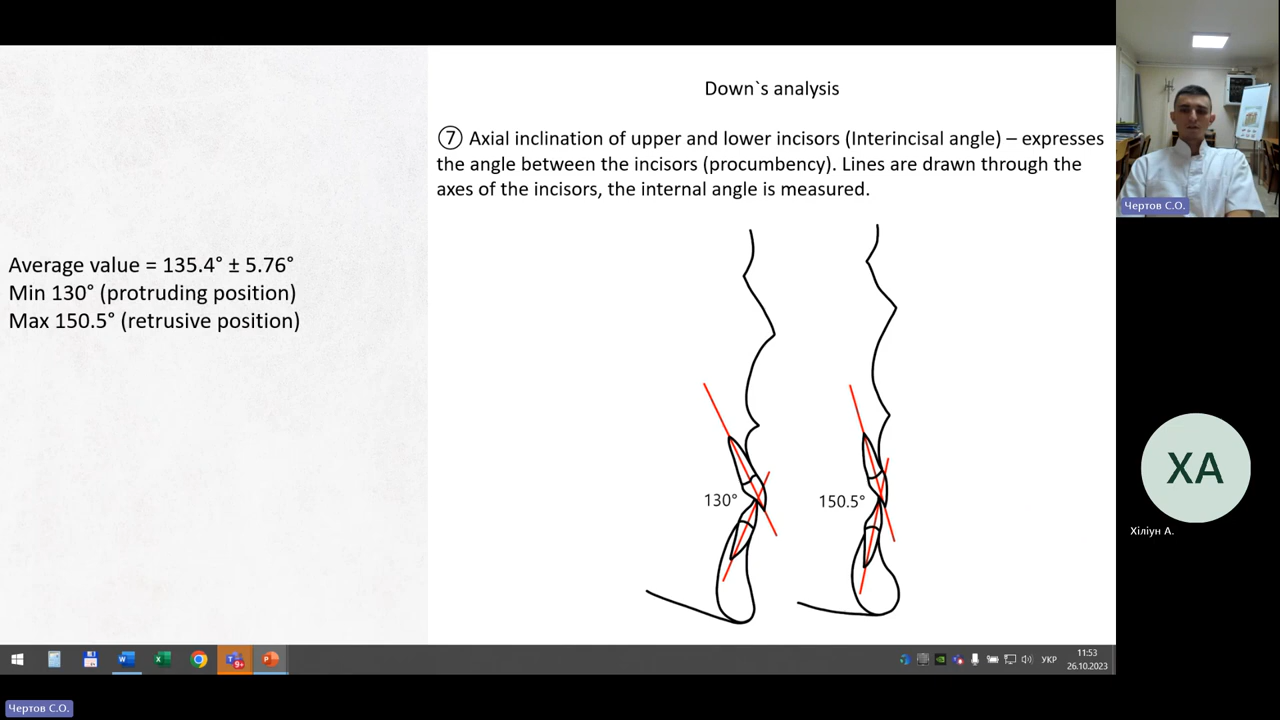 Down`s analysis
⑦ Axial inclination of upper and lower incisors (Interincisal angle) – expresses
the angle between the incisors (procumbency). Lines are drawn through the
axes of the incisors, the internal angle is measured.
Average value = 135.4° ± 5.76°
Min 130° (protruding position)
Max 150.5° (retrusive position)
130°
150.5°
Чертов С.О.
ХА
Хіліун А.
9+
УКР
11:53
26.10.2023
Чертов С.О.